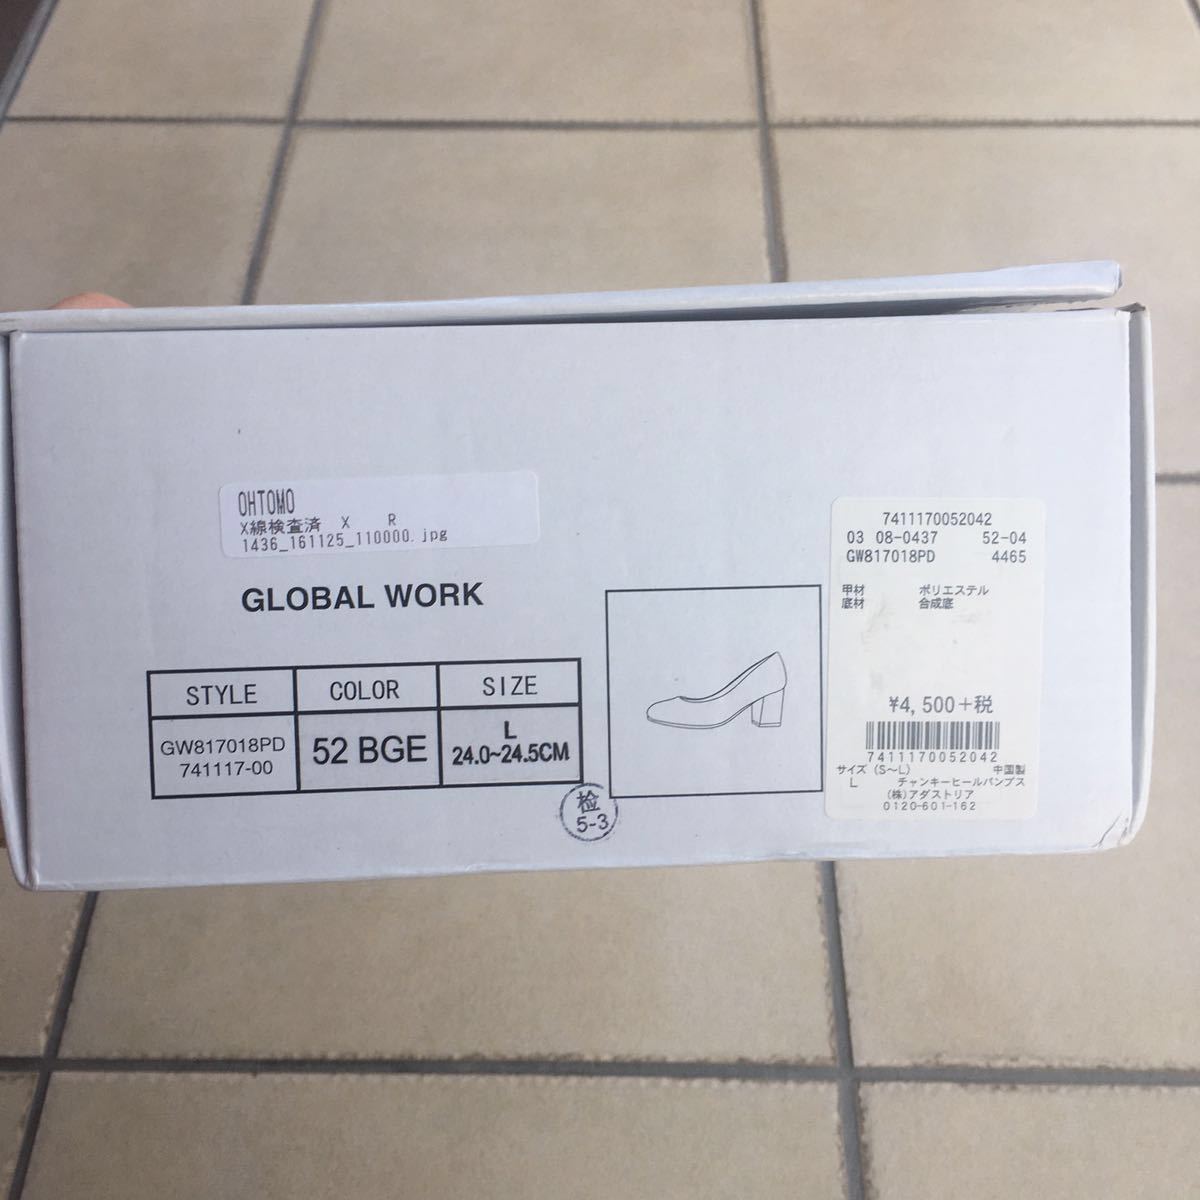 OHTOMO
X線検査済 X R
1436_161125_110000.jpg
GLOBAL WORK
STYLE COLOR SIZE
GW817018PD
741117-00
52 BGE
L
24.0~24.5CM
检
5-3
7411170052042
03 08-0437 52-04
GW817018PD 4465
甲材 ポリエステル
底材 合成底
¥4,500+税
7411170052042
サイズ (S~L) 中国製
L チャンキーヒールパンプス
(株)アダストリア
0120-601-162